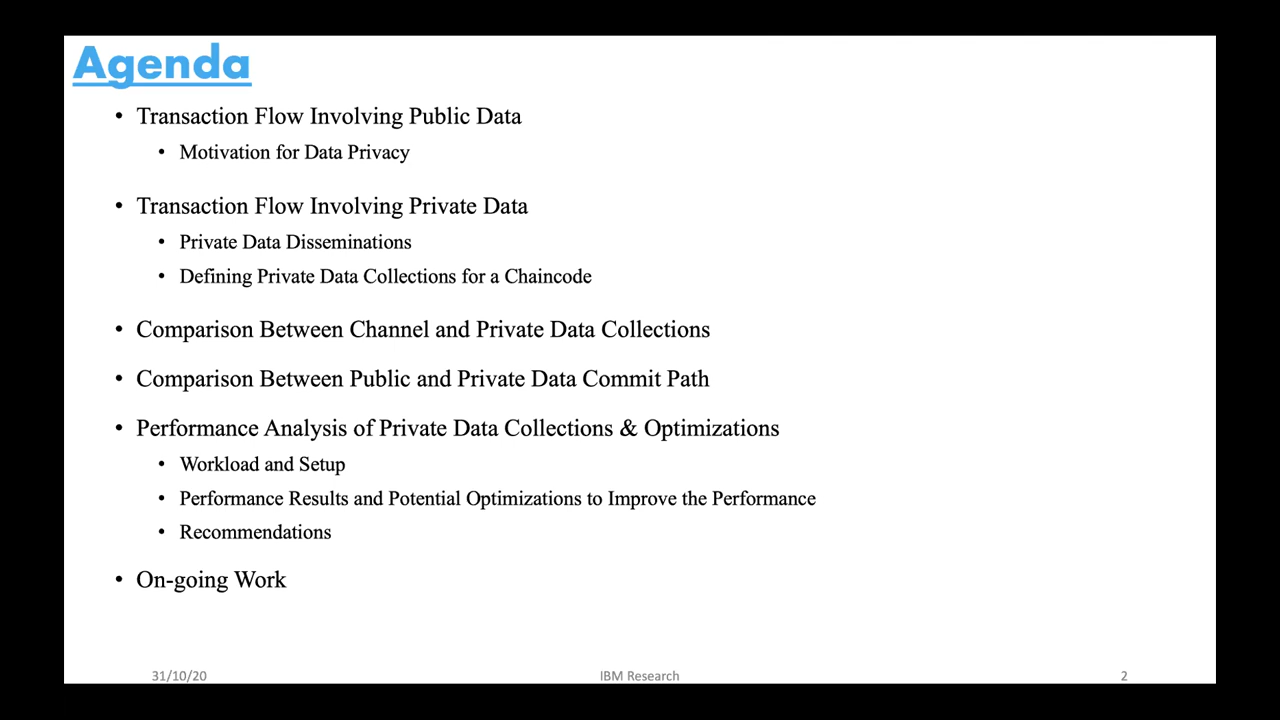 Agenda
• Transaction Flow Involving Public Data
• Motivation for Data Privacy
• Transaction Flow Involving Private Data
• Private Data Disseminations
• Defining Private Data Collections for a Chaincode
• Comparison Between Channel and Private Data Collections
• Comparison Between Public and Private Data Commit Path
• Performance Analysis of Private Data Collections & Optimizations
• Workload and Setup
• Performance Results and Potential Optimizations to Improve the Performance
• Recommendations
• On-going Work
31/10/20 IBM Research 2